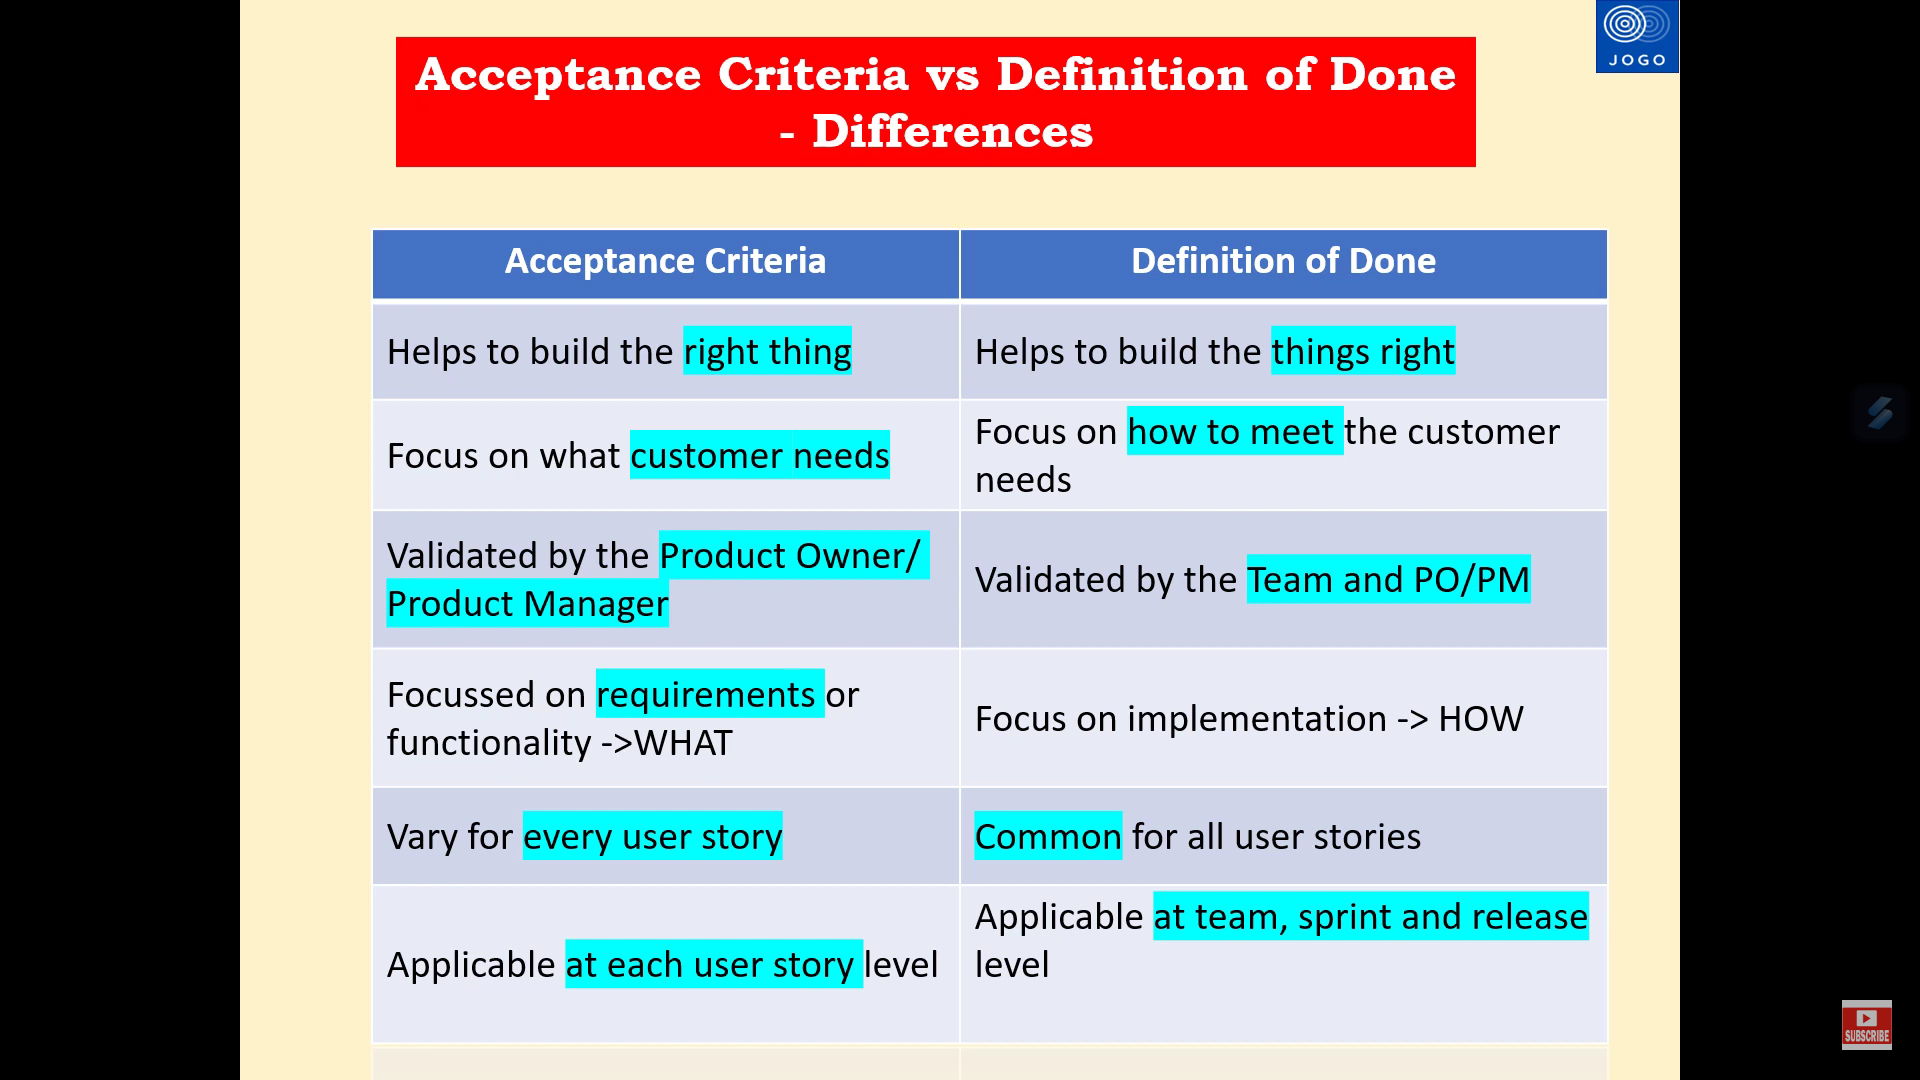 JOGO
Acceptance Criteria vs Definition of Done
- Differences
Acceptance Criteria
Definition of Done
Helps to build the right thing
Helps to build the things right
Focus on what customer needs
Focus on how to meet the customer
needs
Validated by the Product Owner/
Product Manager
Validated by the Team and PO/PM
Focussed on requirements or
functionality ->WHAT
Focus on implementation -> HOW
Vary for every user story
Common for all user stories
Applicable at each user story level
Applicable at team, sprint and release
level
SUBSCRIBE